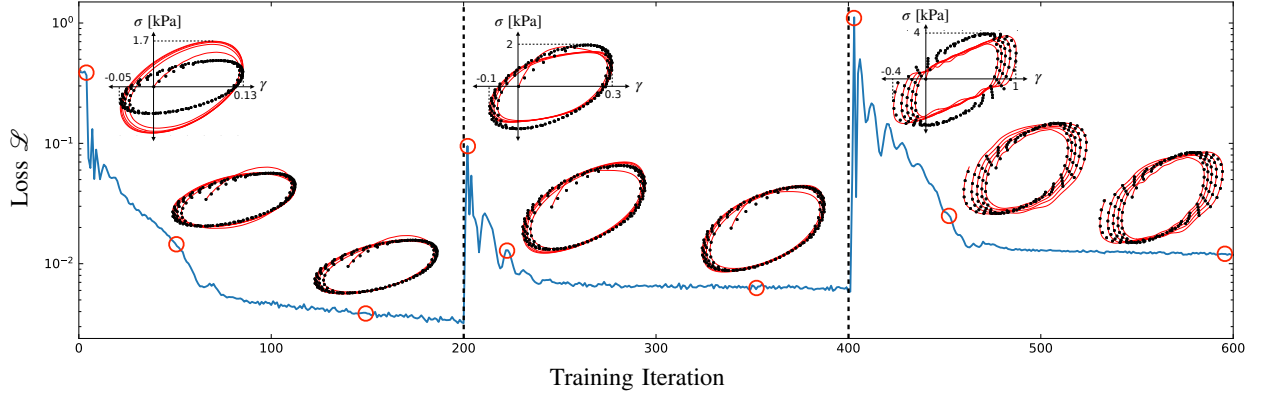 σ [kPa]
1.7
-0.05
γ
0.13
σ [kPa]
2
-0.1
γ
0.3
σ [kPa]
4
-0.4
γ
1
10⁰
10⁻¹
10⁻²
Loss ℒ
0 100 200 300 400 500 600
Training Iteration